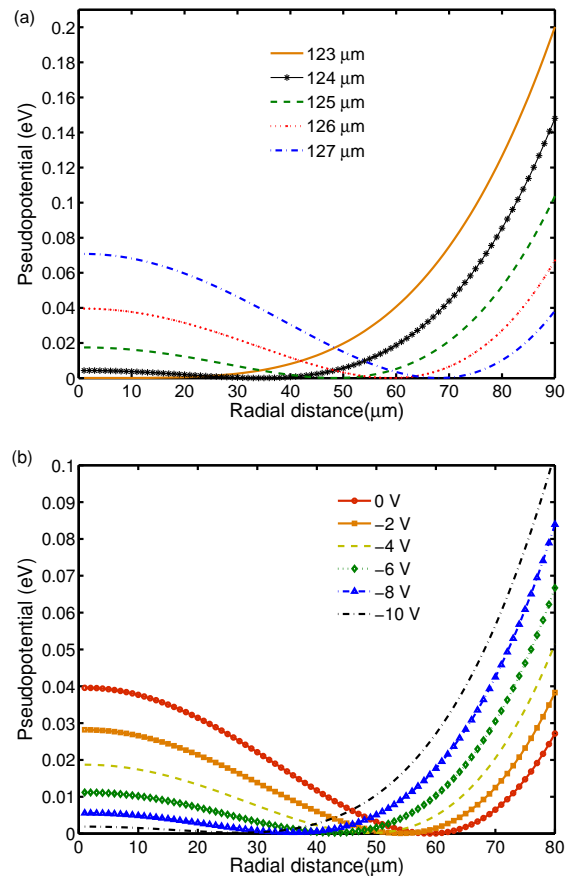 (a)
0.2
0.18
0.16
0.14
0.12
0.1
0.08
0.06
0.04
0.02
0
Pseudopotential (eV)
123 μm
124 μm
125 μm
126 μm
127 μm
0 10 20 30 40 50 60 70 80 90
Radial distance(μm)
(b)
0.1
0.09
0.08
0.07
0.06
0.05
0.04
0.03
0.02
0.01
0
Pseudopotential (eV)
0 V
−2 V
−4 V
−6 V
−8 V
−10 V
0 10 20 30 40 50 60 70 80
Radial distance(μm)